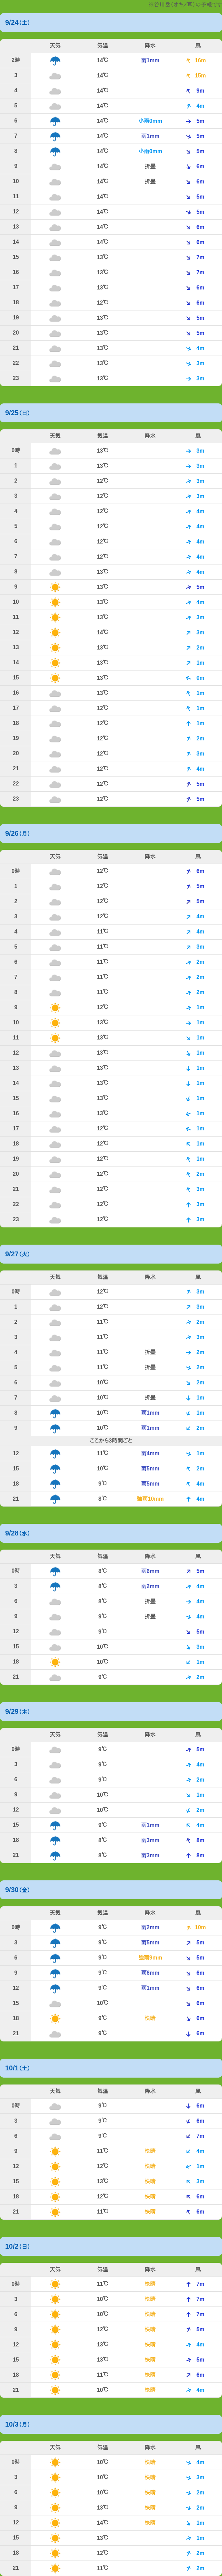 9/24(土)
天気 気温 降水 風
2時 14℃ 雨1mm 10m
3 14℃ 10m
4 14℃ 9m
5 14℃ 4m
6 14℃ 小雨0mm 5m
7 14℃ 雨1mm 5m
8 14℃ 小雨0mm 5m
9 14℃ 折畳 6m
10 14℃ 折畳 6m
11 14℃ 5m
12 14℃ 5m
13 14℃ 6m
14 14℃ 6m
15 13℃ 7m
16 13℃ 7m
17 13℃ 6m
18 12℃ 6m
19 13℃ 5m
20 13℃ 5m
21 13℃ 4m
22 13℃ 3m
23 13℃ 3m
9/25(日)
天気 気温 降水 風
0時 13℃ 3m
1 13℃ 3m
2 12℃ 3m
3 12℃ 3m
4 12℃ 4m
5 12℃ 4m
6 12℃ 4m
7 12℃ 4m
8 13℃ 4m
9 13℃ 5m
10 13℃ 4m
11 13℃ 3m
12 14℃ 3m
13 13℃ 2m
14 13℃ 1m
15 13℃ 0m
16 13℃ 1m
17 12℃ 1m
18 12℃ 1m
19 12℃ 2m
20 12℃ 3m
21 12℃ 4m
22 12℃ 5m
23 12℃ 5m
9/26(月)
天気 気温 降水 風
0時 12℃ 6m
1 12℃ 5m
2 12℃ 5m
3 12℃ 4m
4 11℃ 4m
5 11℃ 3m
6 11℃ 2m
7 11℃ 2m
8 11℃ 2m
9 12℃ 1m
10 13℃ 1m
11 13℃ 1m
12 13℃ 1m
13 13℃ 1m
14 13℃ 1m
15 13℃ 1m
16 13℃ 1m
17 12℃ 1m
18 12℃ 1m
19 12℃ 1m
20 12℃ 2m
21 12℃ 3m
22 12℃ 3m
23 12℃ 3m
9/27(火)
天気 気温 降水 風
0時 12℃ 3m
1 12℃ 3m
2 11℃ 2m
3 11℃ 3m
4 11℃ 折畳 2m
5 11℃ 折畳 2m
6 10℃ 2m
7 10℃ 折畳 1m
8 10℃ 雨1mm 1m
9 10℃ 雨1mm 2m
ここから3時間ごと
12 11℃ 雨4mm 1m
15 10℃ 雨5mm 2m
18 9℃ 雨5mm 4m
21 8℃ 強雨10mm 4m
9/28(水)
天気 気温 降水 風
0時 8℃ 雨6mm 5m
3 8℃ 雨2mm 4m
6 8℃ 折畳 4m
9 9℃ 折畳 4m
12 9℃ 5m
15 10℃ 3m
18 10℃ 1m
21 8℃ 2m
9/29(木)
天気 気温 降水 風
0時 9℃ 5m
3 9℃ 4m
6 9℃ 2m
9 10℃ 1m
12 10℃ 2m
15 9℃ 雨1mm 4m
18 8℃ 雨3mm 8m
21 8℃ 雨3mm 8m
9/30(金)
天気 気温 降水 風
0時 9℃ 雨2mm 10m
3 9℃ 雨5mm 5m
6 9℃ 強雨8mm 5m
9 9℃ 雨6mm 6m
12 9℃ 雨1mm 6m
15 10℃ 6m
18 9℃ 快晴 6m
21 9℃ 6m
10/1(土)
天気 気温 降水 風
0時 9℃ 6m
3 9℃ 6m
6 9℃ 7m
9 11℃ 快晴 4m
12 12℃ 快晴 1m
15 13℃ 快晴 3m
18 12℃ 快晴 6m
21 11℃ 快晴 6m
10/2(日)
天気 気温 降水 風
0時 11℃ 快晴 7m
3 10℃ 快晴 7m
6 10℃ 快晴 7m
9 12℃ 快晴 5m
12 13℃ 快晴 4m
15 13℃ 快晴 5m
18 11℃ 快晴 6m
21 10℃ 快晴 4m
10/3(月)
天気 気温 降水 風
0時 10℃ 快晴 4m
3 10℃ 快晴 3m
6 10℃ 快晴 2m
9 13℃ 快晴 2m
12 14℃ 快晴 1m
15 13℃ 1m
18 12℃ 2m
21 11℃ 2m